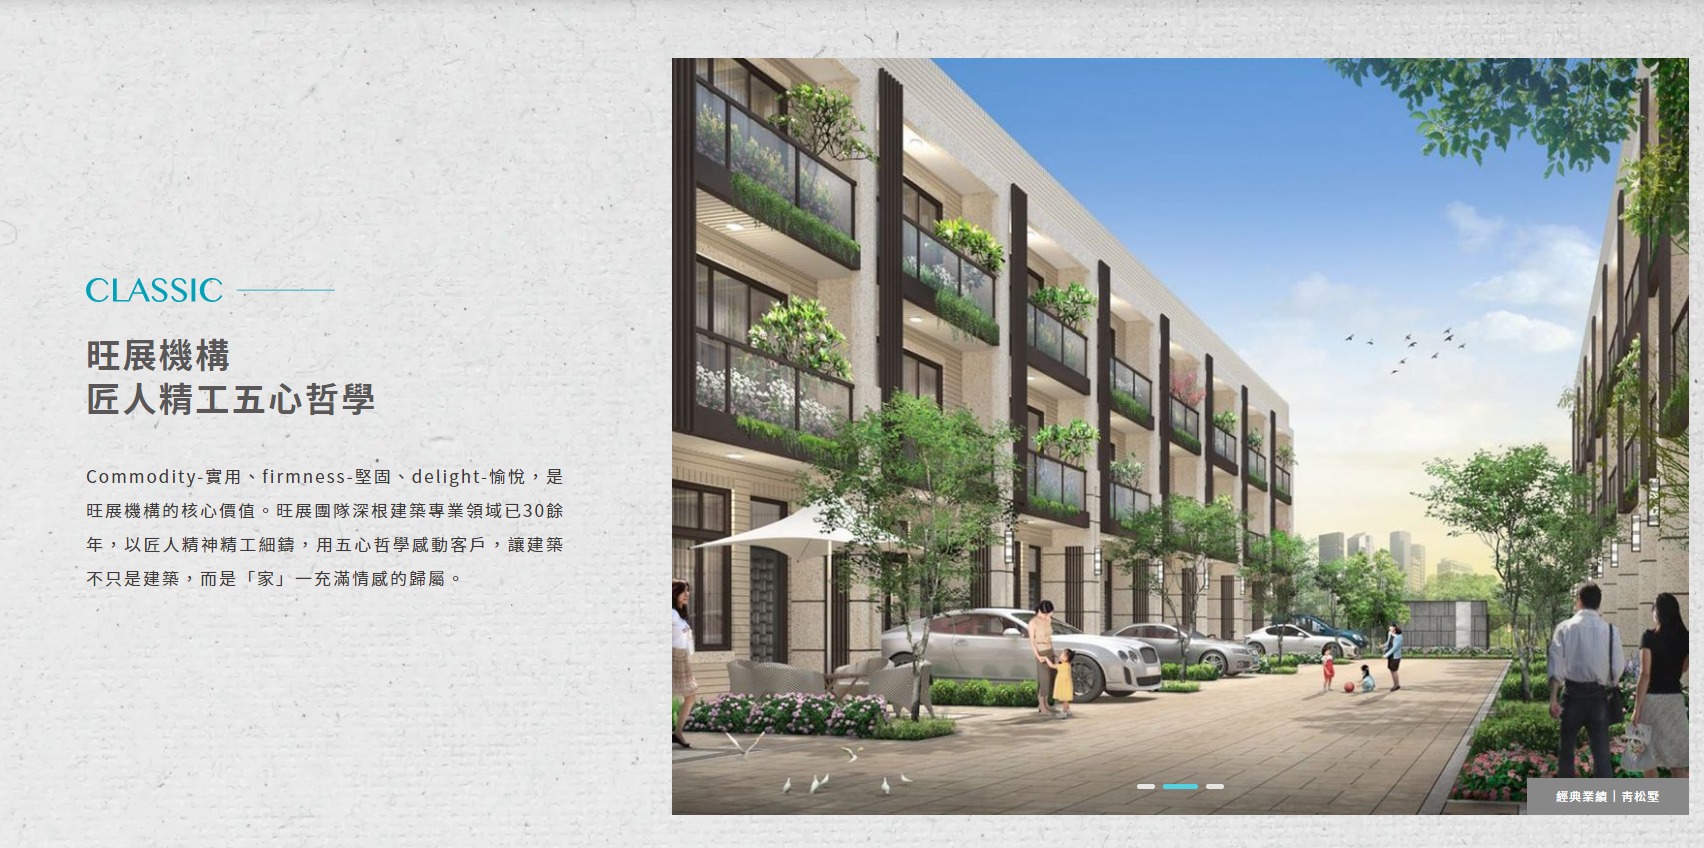 CLASSIC
旺展機構
匠人精工五心哲學
Commodity-實用、firmness-堅固、delight-愉悅，是
旺展機構的核心價值。旺展團隊深根建築專業領域已30餘
年，以匠人精神精工細鑄，用五心哲學感動客戶，讓建築
不只是建築，而是「家」一充滿情感的歸屬。
經典業績｜青松墅